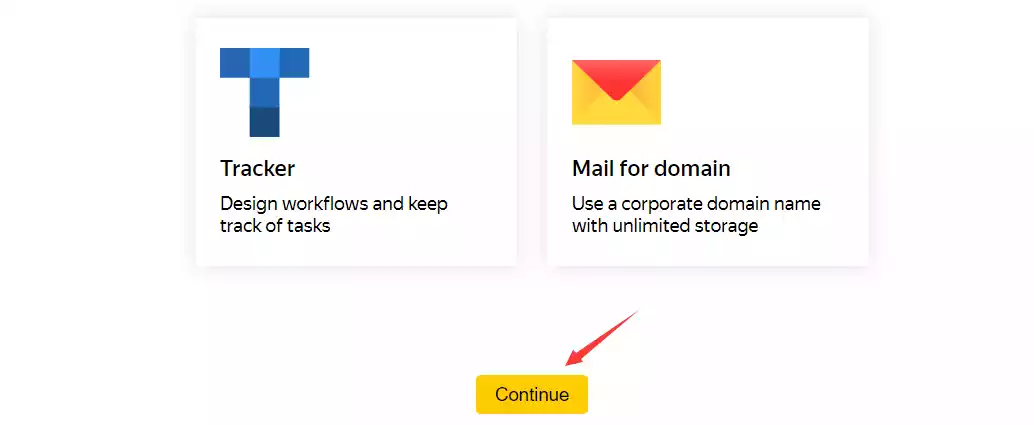 Tracker
Design workflows and keep
track of tasks
Mail for domain
Use a corporate domain name
with unlimited storage
Continue